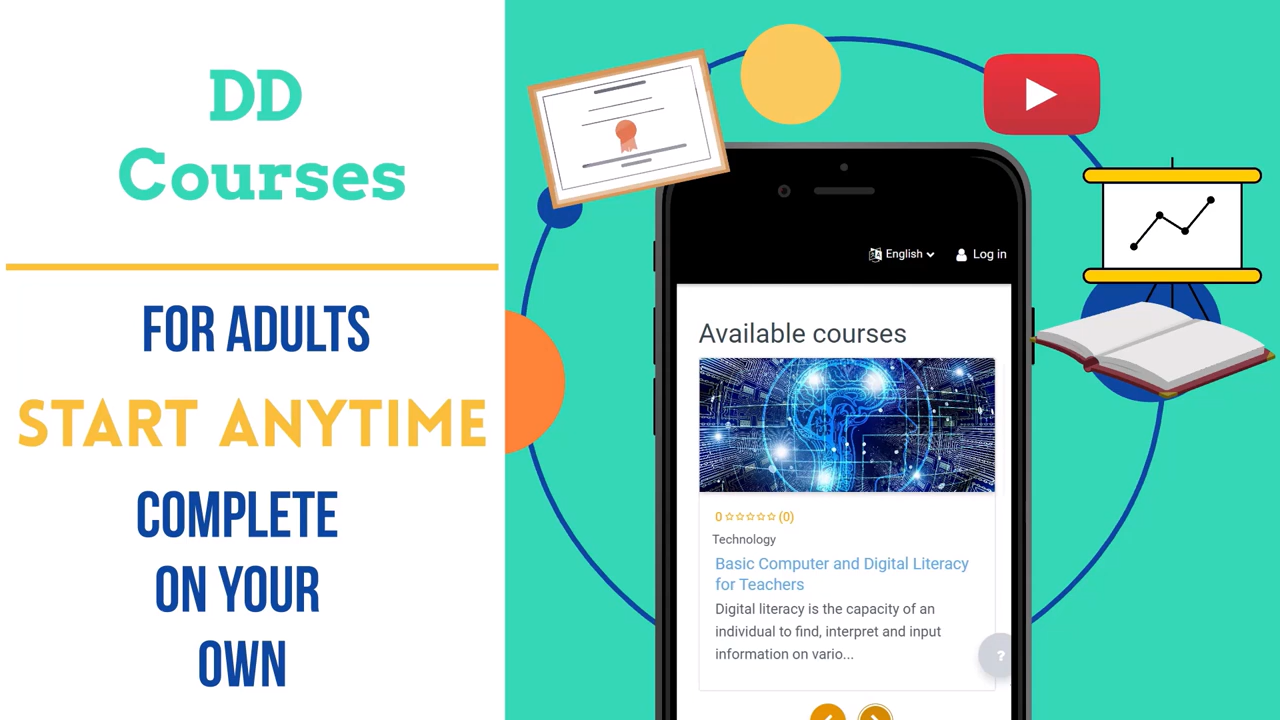 DD
Courses
FOR ADULTS
START ANYTIME
COMPLETE
ON YOUR
OWN
English
Log in
Available courses
0 ☆☆☆☆☆ (0)
Technology
Basic Computer and Digital Literacy
for Teachers
Digital literacy is the capacity of an
individual to find, interpret and input
information on vario...
?